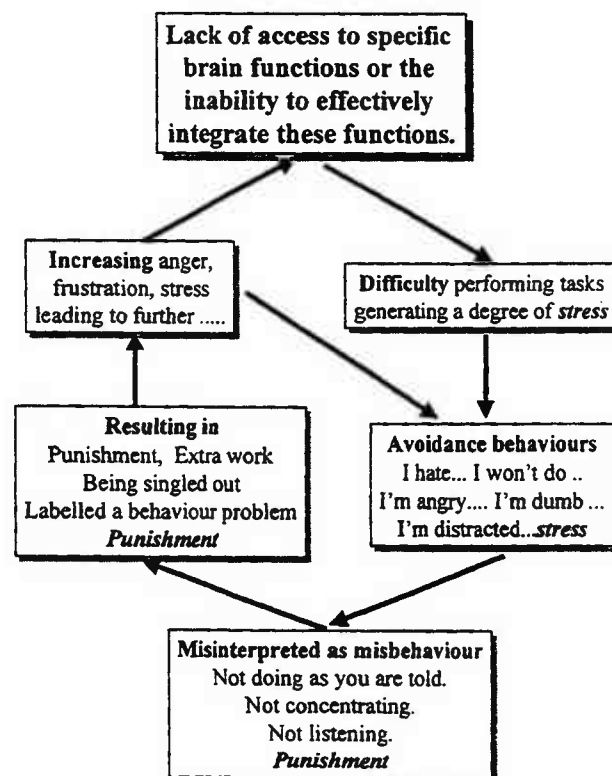 Lack of access to specific
brain functions or the
inability to effectively
integrate these functions.
Increasing anger,
frustration, stress
leading to further .....
Difficulty performing tasks
generating a degree of stress
Resulting in
Punishment, Extra work
Being singled out
Labelled a behaviour problem
Punishment
Avoidance behaviours
I hate... I won't do ..
I'm angry.... I'm dumb ...
I'm distracted...stress
Misinterpreted as misbehaviour
Not doing as you are told.
Not concentrating.
Not listening.
Punishment